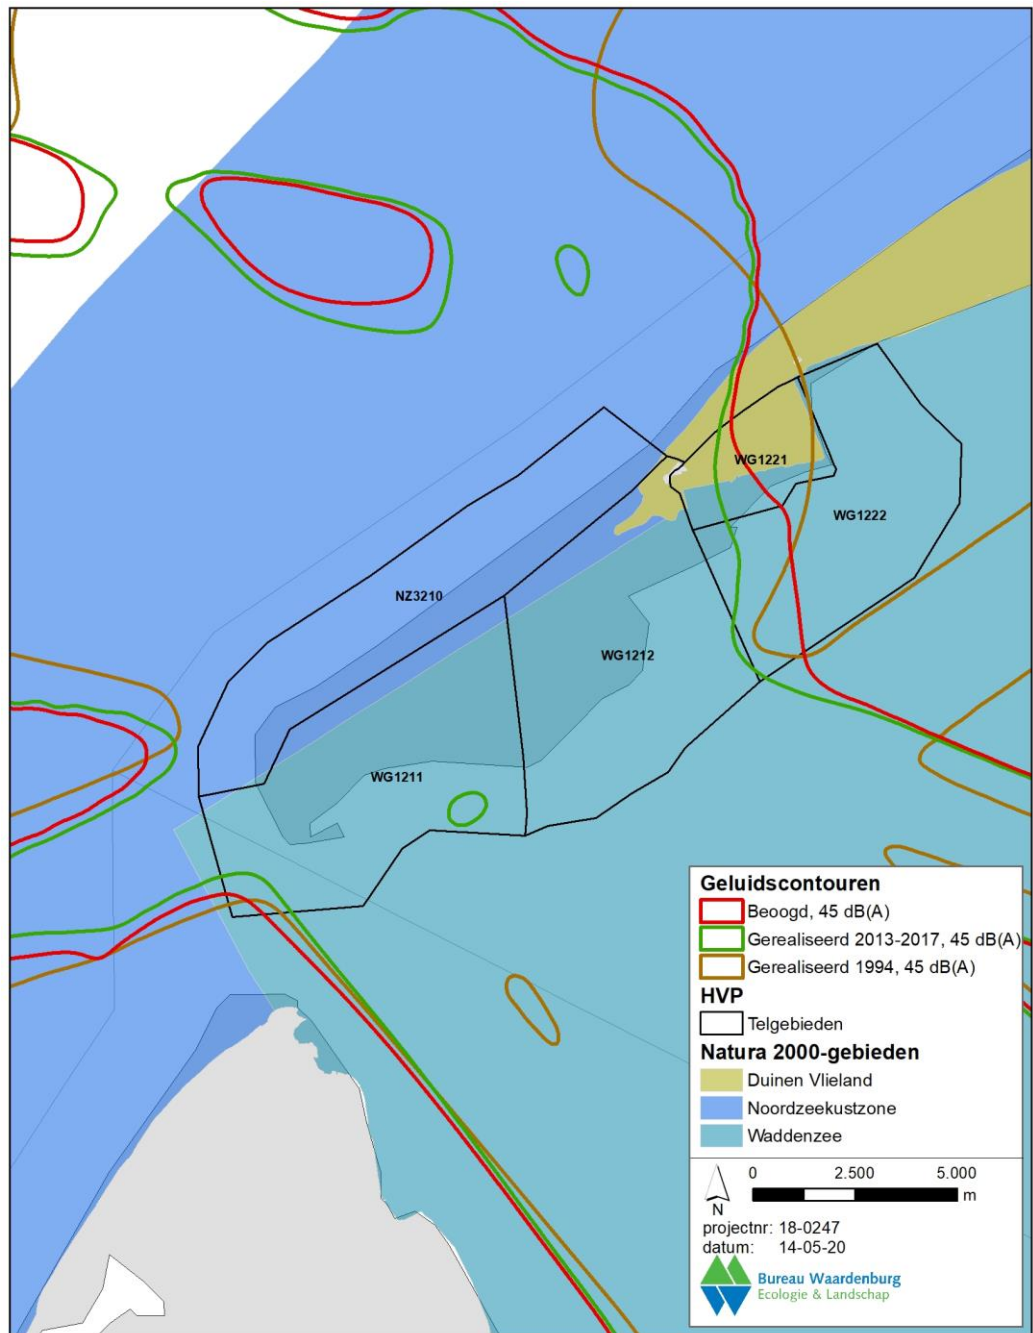 WG1221
WG1222
NZ3210
WG1212
WG1211
Geluidscontouren
Beoogd, 45 dB(A)
Gerealiseerd 2013-2017, 45 dB(A)
Gerealiseerd 1994, 45 dB(A)
HVP
Telgebieden
Natura 2000-gebieden
Duinen Vlieland
Noordzeekustzone
Waddenzee
0 2.500 5.000
m
N
projectnr: 18-0247
datum: 14-05-20
Bureau Waardenburg
Ecologie & Landschap